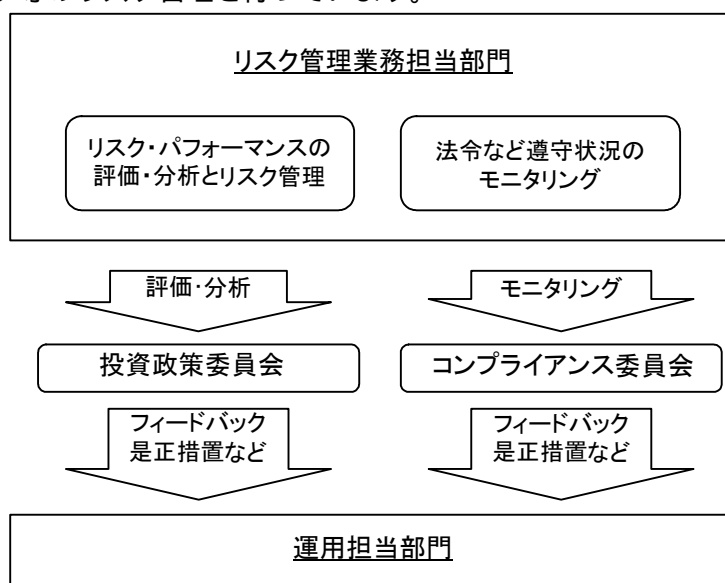 リスク管理業務担当部門
リスク・パフォーマンスの
評価・分析とリスク管理
法令など遵守状況の
モニタリング
評価・分析
モニタリング
投資政策委員会
コンプライアンス委員会
フィードバック
是正措置など
フィードバック
是正措置など
運用担当部門